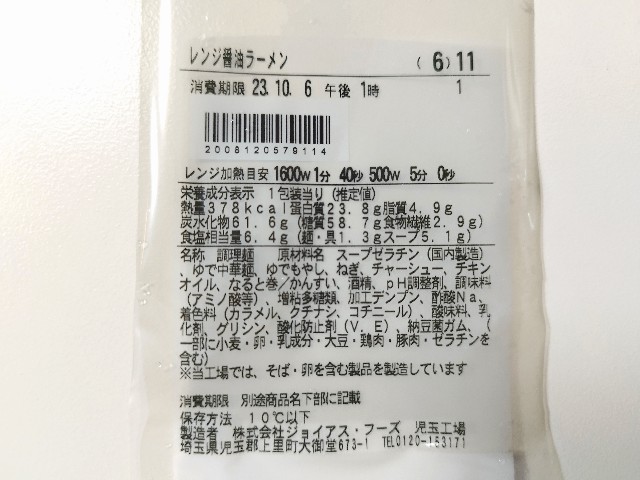 レンジ醤油ラーメン (6)11
消費期限 23.10.6 午後1時 1
2008120579114
レンジ加熱目安 1600W 1分 40秒 500W 5分 0秒
栄養成分表示 1包装当り(推定値)
熱量378kcal蛋白質23.8g脂質4.9g
炭水化物61.6g(糖質58.7g食物繊維2.9g)
食塩相当量6.4g(麺・具1.3gスープ5.1g)
名称 調理麺 原材料名 スープゼラチン(国内製造)
、ゆで中華麺、ゆでもやし、ねぎ、チャーシュー、チキン
オイル、なると巻/かんすい、酒精、pH調整剤、調味料
(アミノ酸等)、増粘多糖類、加工デンプン、酢酸Na、
着色料(カラメル、クチナシ、コチニール)、酸味料、乳
化剤、グリシン、酸化防止剤(V.E)、納豆菌ガム、(
一部に小麦・卵・乳成分・大豆・鶏肉・豚肉・ゼラチンを
含む)
※当工場では、そば・卵を含む製品を製造しています
消費期限 別途商品名下部に記載
保存方法 10℃以下
製造者 株式会社ジョイアス・フーズ 児玉工場
埼玉県児玉郡上里町大御堂673-1 TEL0120-153171